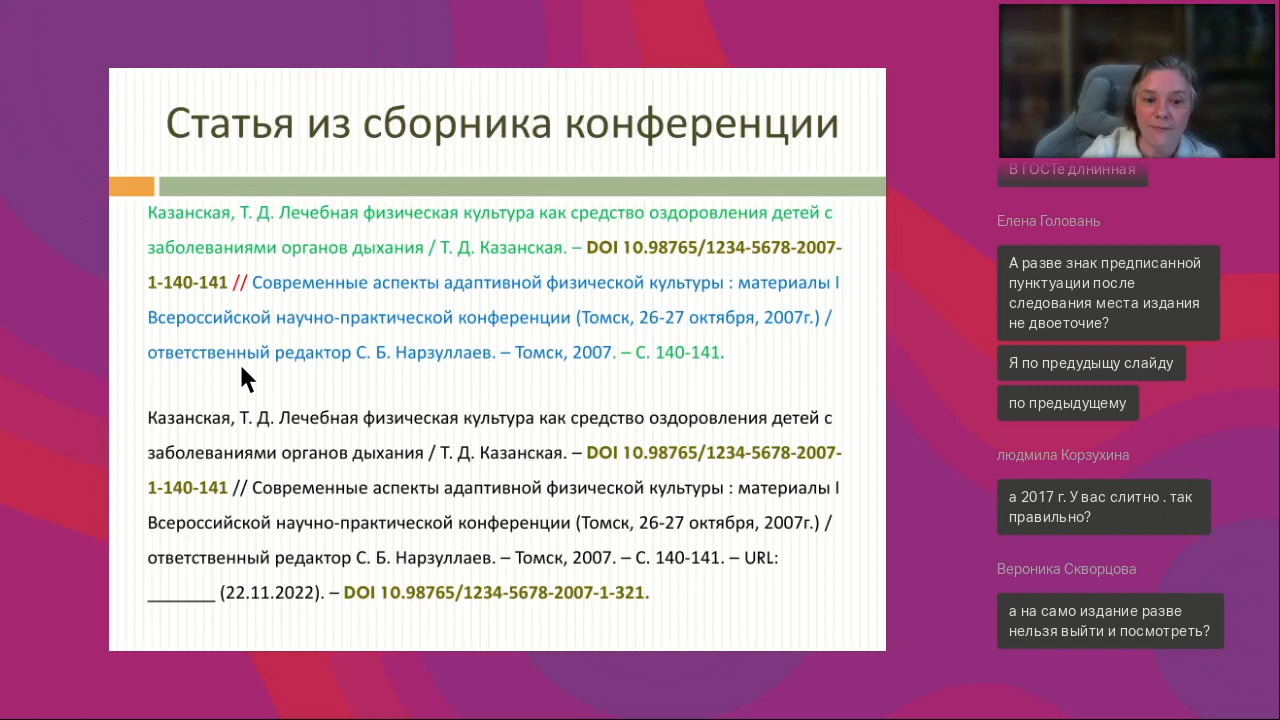 Статья из сборника конференции
Казанская, Т. Д. Лечебная физическая культура как средство оздоровления детей с
заболеваниями органов дыхания / Т. Д. Казанская. – DOI 10.98765/1234-5678-2007-
1-140-141 // Современные аспекты адаптивной физической культуры : материалы I
Всероссийской научно-практической конференции (Томск, 26-27 октября, 2007г.) /
ответственный редактор С. Б. Нарзуллаев. – Томск, 2007. – С. 140-141.
Казанская, Т. Д. Лечебная физическая культура как средство оздоровления детей с
заболеваниями органов дыхания / Т. Д. Казанская. – DOI 10.98765/1234-5678-2007-
1-140-141 // Современные аспекты адаптивной физической культуры : материалы I
Всероссийской научно-практической конференции (Томск, 26-27 октября, 2007г.) /
ответственный редактор С. Б. Нарзуллаев. – Томск, 2007. – С. 140-141. – URL:
_______ (22.11.2022). – DOI 10.98765/1234-5678-2007-1-321.
В ГОСТе длнинная
Елена Головань
А разве знак предписанной
пунктуации после
следования места издания
не двоеточие?
Я по предудыщу слайду
по предыдущему
людмила Корзухина
а 2017 г. У вас слитно . так
правильно?
Вероника Скворцова
а на само издание разве
нельзя выйти и посмотреть?